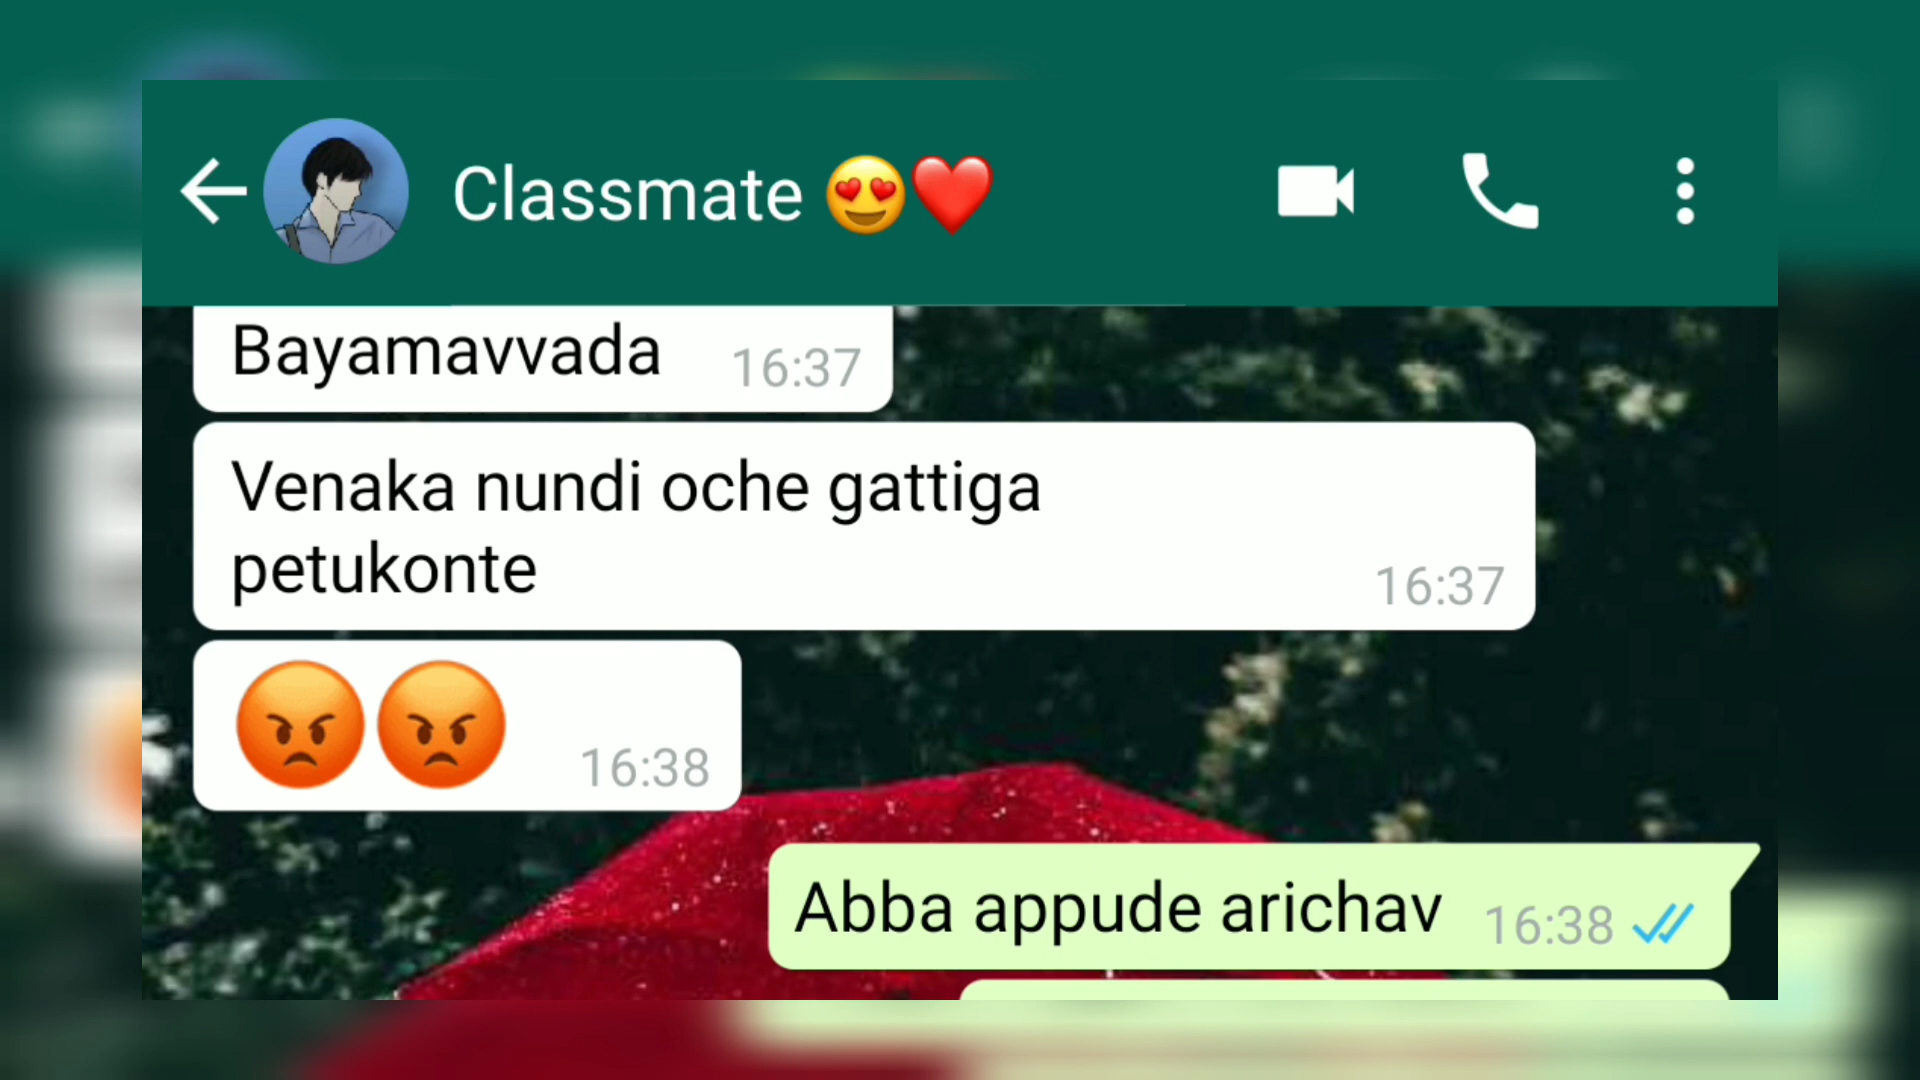 Classmate 😍❤️
Bayamavvada 16:37
Venaka nundi oche gattiga
petukonte 16:37
😡😡 16:38
Abba appude arichav 16:38